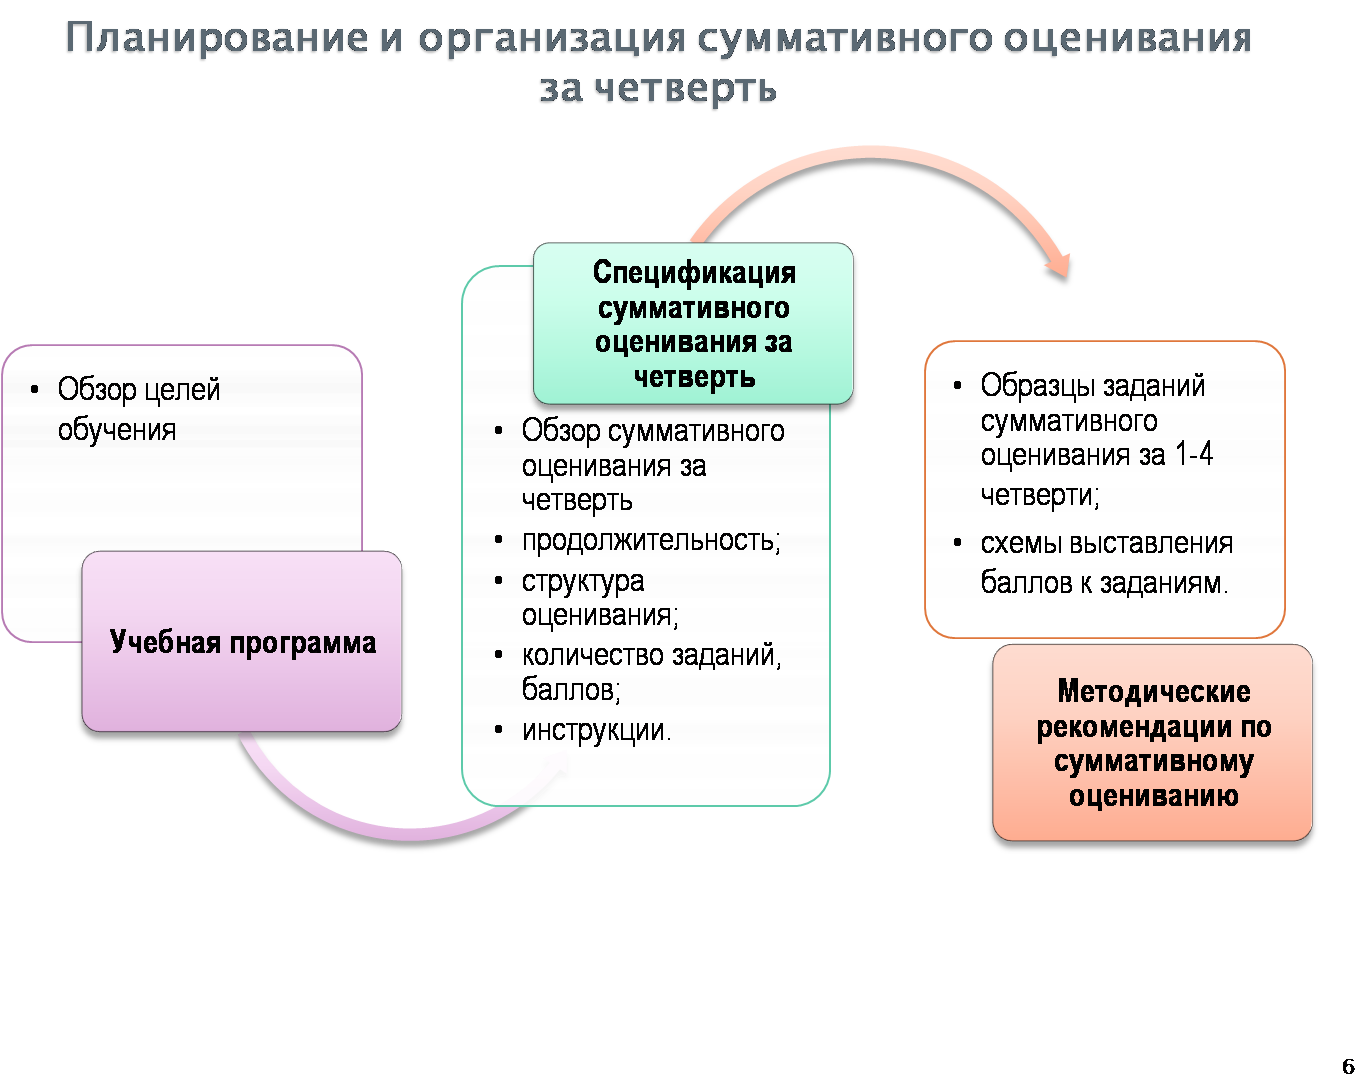 Планирование и организация суммативного оценивания
за четверть
• Обзор целей
обучения
Учебная программа
Спецификация
суммативного
оценивания за
четверть
• Обзор суммативного
оценивания за
четверть
• продолжительность;
• структура
оценивания;
• количество заданий,
баллов;
• инструкции.
• Образцы заданий
суммативного
оценивания за 1-4
четверти;
• схемы выставления
баллов к заданиям.
Методические
рекомендации по
суммативному
оцениванию
6